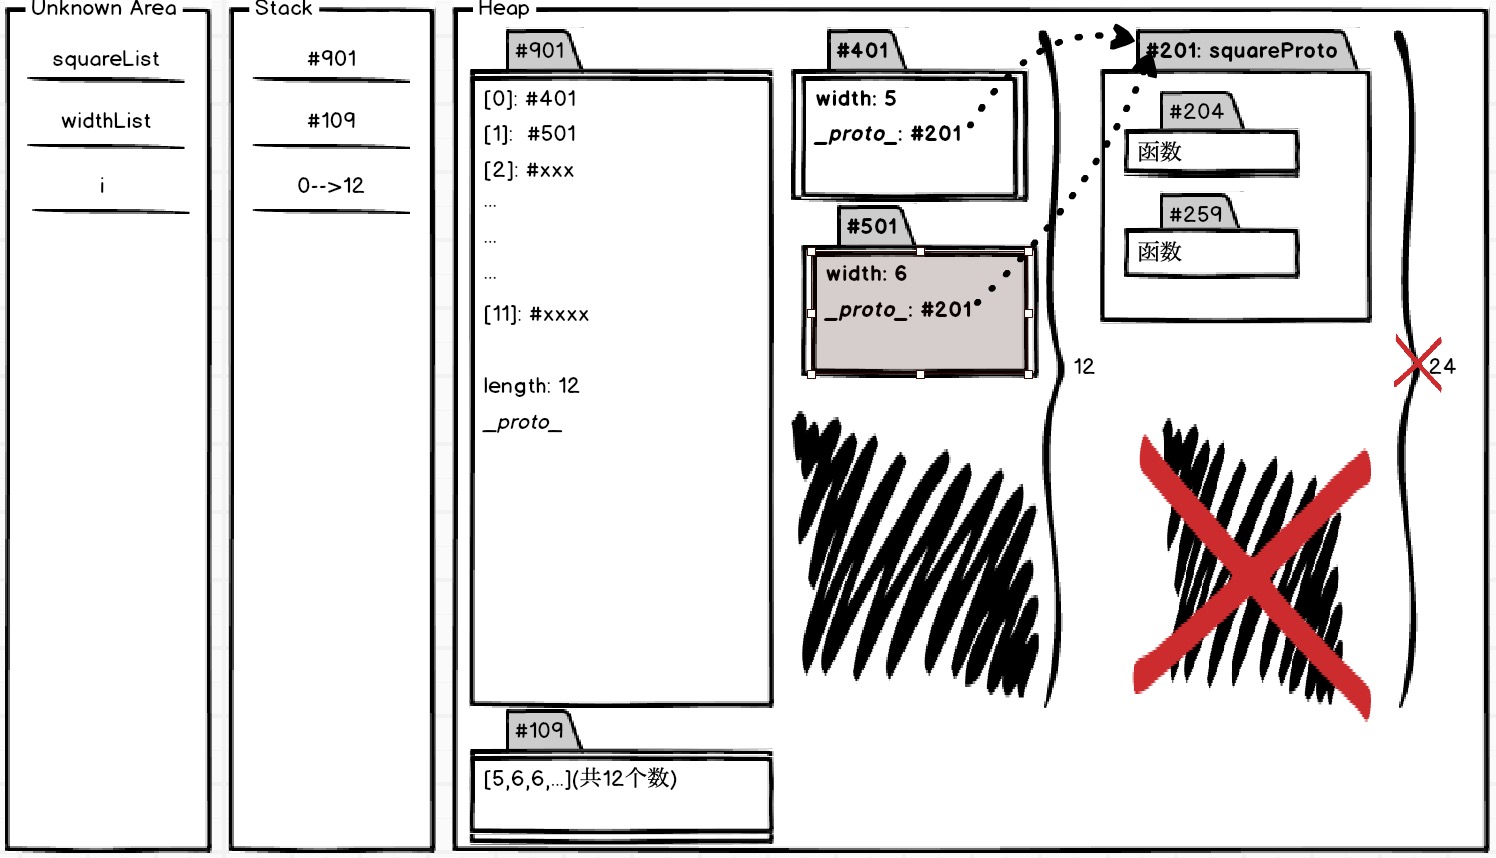 Unknown Area
squareList
widthList
i
Stack
#901
#109
0-->12
Heap
#901
[0]: #401
[1]: #501
[2]: #xxx
...
...
...
[11]: #xxxx
length: 12
_proto_
#109
[5,6,6,...](共12个数)
#401
width: 5
_proto_: #201
#501
width: 6
_proto_: #201
12
#201: squareProto
#204
函数
#259
函数
24